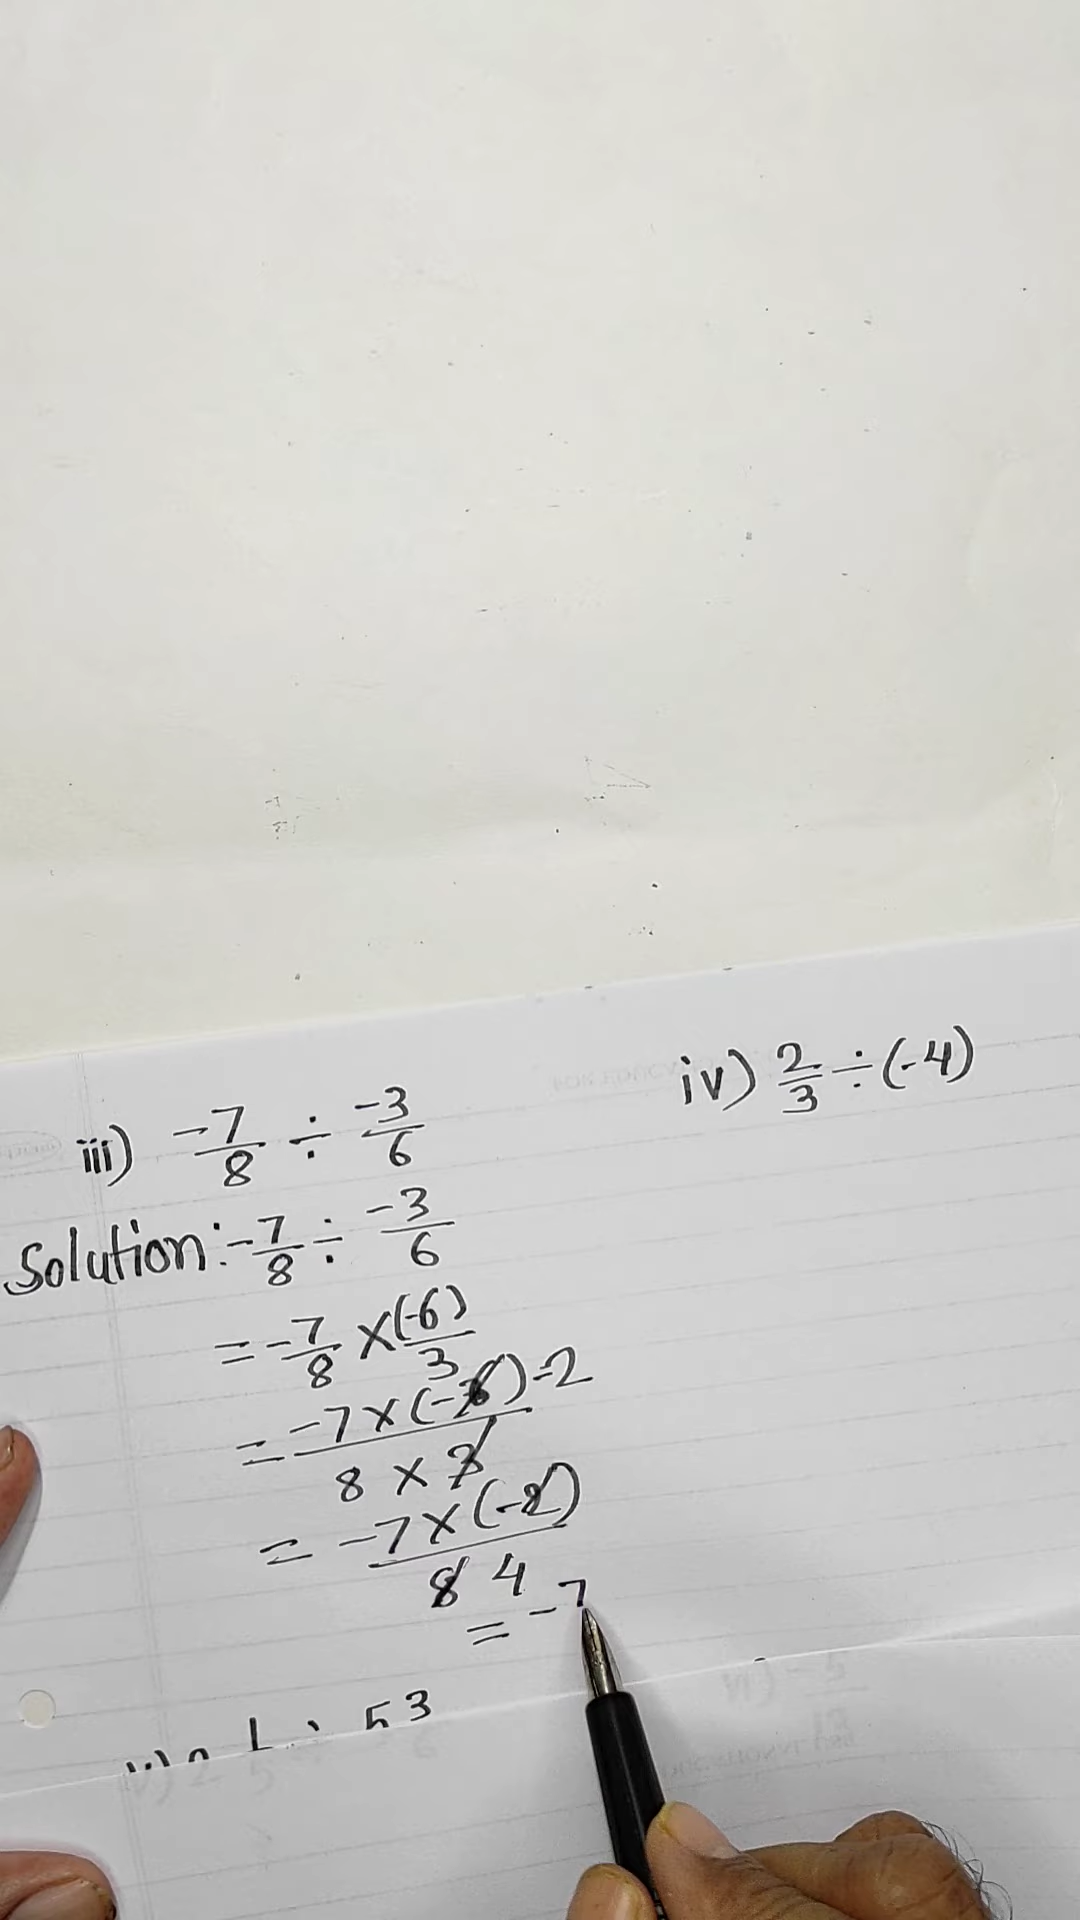 iii) -7/8 ÷ -3/6
Solution:- -7/8 ÷ -3/6
= -7/8 × (-6)/3
= -7 × (-6) -2 / 8 × 3
= -7 × (-2) / 8 4
= -7
iv) 2/3 ÷ (-4)